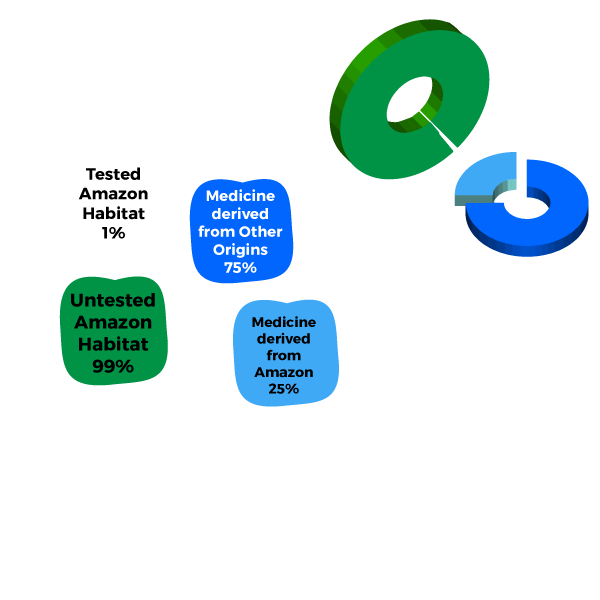 Tested
Amazon
Habitat
1%
Medicine
derived
from Other
Origins
75%
Untested
Amazon
Habitat
99%
Medicine
derived
from
Amazon
25%